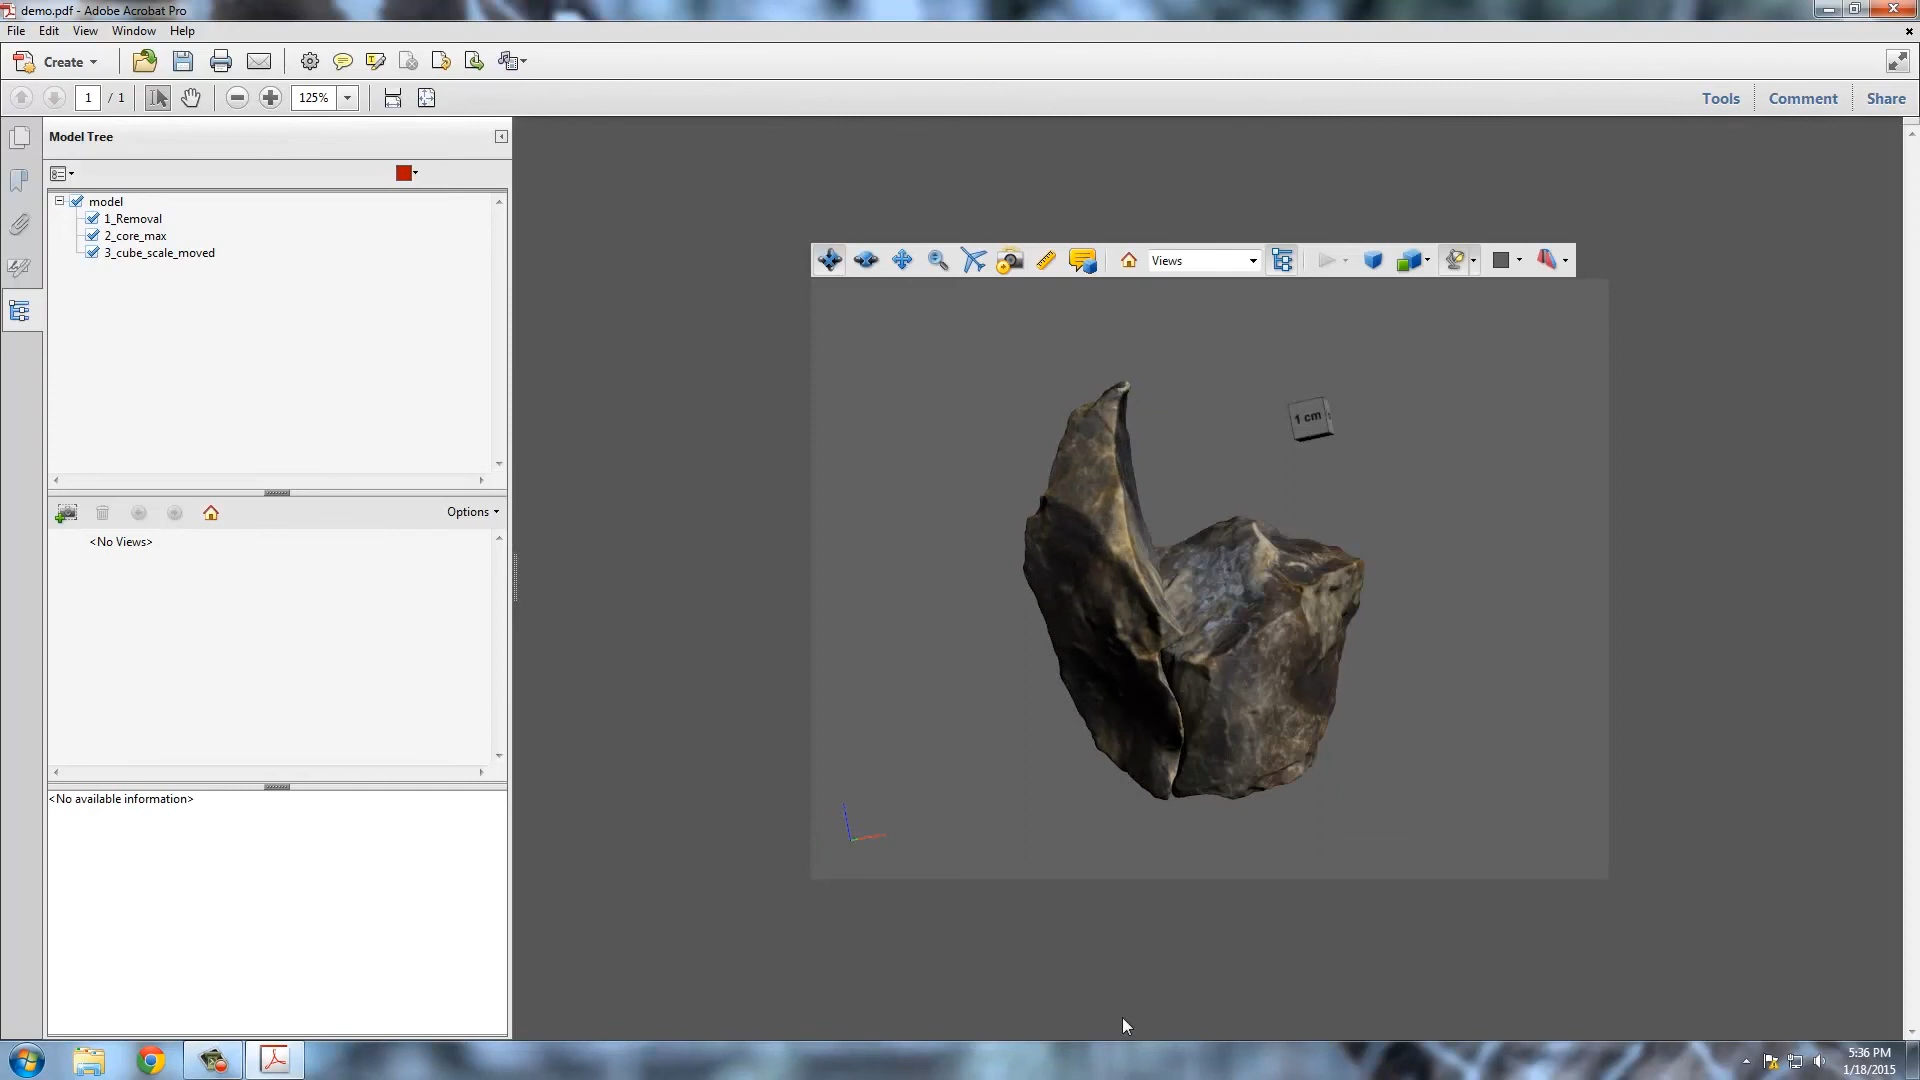 demo.pdf - Adobe Acrobat Pro
File Edit View Window Help
Create
1 / 1 125% Tools Comment Share
Model Tree
model
1_Removal
2_core_max
3_cube_scale_moved
Views
1 cm
Options
<No Views>
<No available information>
5:36 PM
1/18/2015